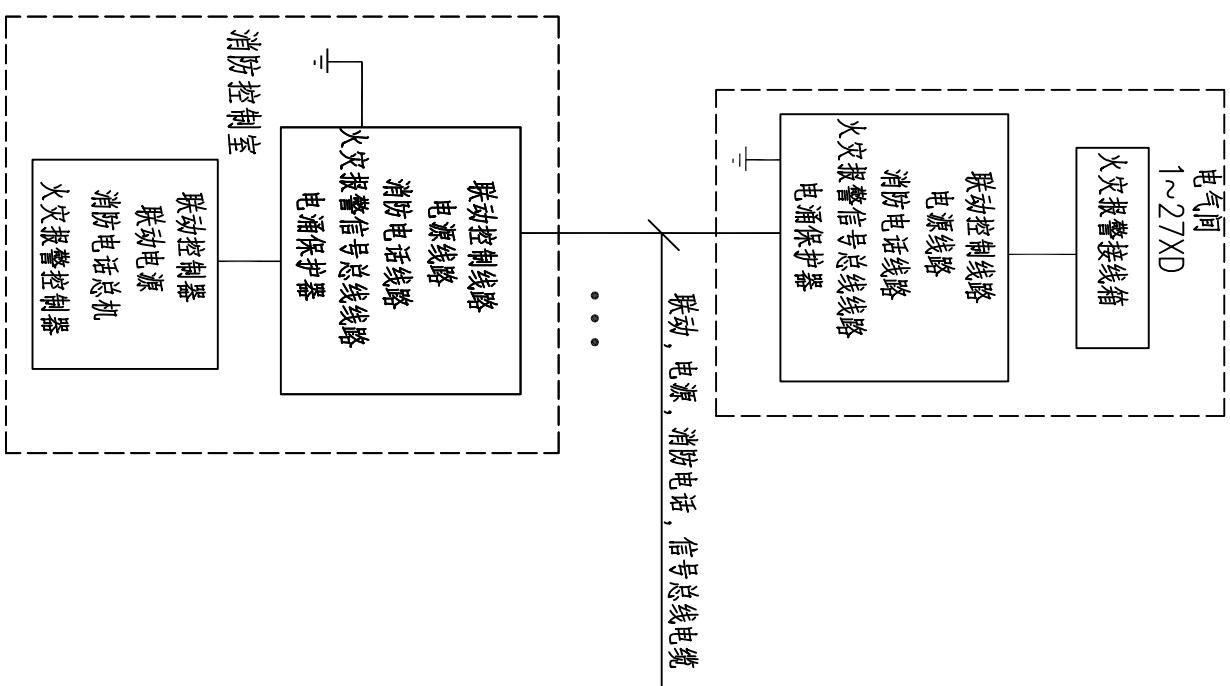 电气间
1~27XD
火灾报警接线箱
联动控制线路
电源线路
消防电话线路
火灾报警信号总线线路
电涌保护器
联动，电源，消防电话，信号总线电缆
联动控制线路
电源线路
消防电话线路
火灾报警信号总线线路
电涌保护器
消防控制室
联动控制器
联动电源
消防电话总机
火灾报警控制器